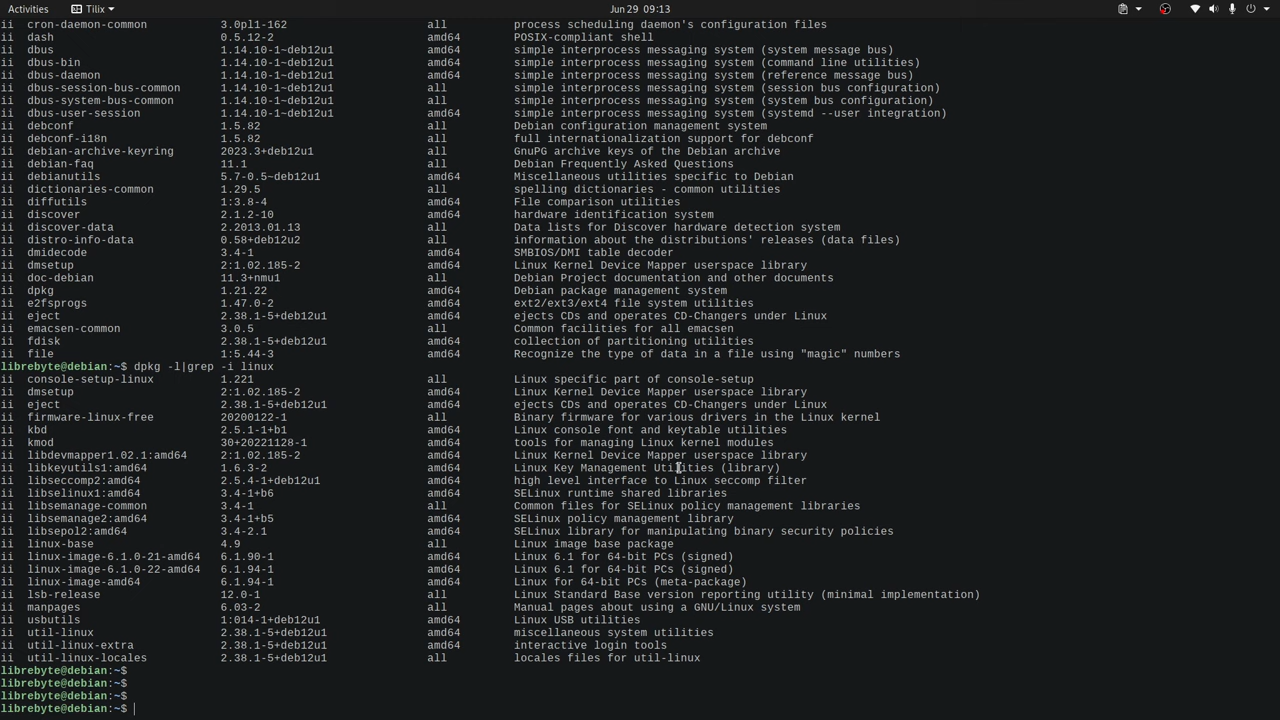 Activities Tilix Jun 29 09:13
ii cron-daemon-common 3.0pl1-162 all process scheduling daemon's configuration files
ii dash 0.5.12-2 amd64 POSIX-compliant shell
ii dbus 1.14.10-1~deb12u1 amd64 simple interprocess messaging system (system message bus)
ii dbus-bin 1.14.10-1~deb12u1 amd64 simple interprocess messaging system (command line utilities)
ii dbus-daemon 1.14.10-1~deb12u1 amd64 simple interprocess messaging system (reference message bus)
ii dbus-session-bus-common 1.14.10-1~deb12u1 all simple interprocess messaging system (session bus configuration)
ii dbus-system-bus-common 1.14.10-1~deb12u1 all simple interprocess messaging system (system bus configuration)
ii dbus-user-session 1.14.10-1~deb12u1 amd64 simple interprocess messaging system (systemd --user integration)
ii debconf 1.5.82 all Debian configuration management system
ii debconf-i18n 1.5.82 all full internationalization support for debconf
ii debian-archive-keyring 2023.3+deb12u1 all GnuPG archive keys of the Debian archive
ii debian-faq 11.1 all Debian Frequently Asked Questions
ii debianutils 5.7-0.5~deb12u1 amd64 Miscellaneous utilities specific to Debian
ii dictionaries-common 1.29.5 all spelling dictionaries - common utilities
ii diffutils 1:3.8-4 amd64 File comparison utilities
ii discover 2.1.2-10 amd64 hardware identification system
ii discover-data 2.2013.01.13 all Data lists for Discover hardware detection system
ii distro-info-data 0.58+deb12u2 all information about the distributions' releases (data files)
ii dmidecode 3.4-1 amd64 SMBIOS/DMI table decoder
ii dmsetup 2:1.02.185-2 amd64 Linux Kernel Device Mapper userspace library
ii doc-debian 11.3+nmu1 all Debian Project documentation and other documents
ii dpkg 1.21.22 amd64 Debian package management system
ii e2fsprogs 1.47.0-2 amd64 ext2/ext3/ext4 file system utilities
ii eject 2.38.1-5+deb12u1 amd64 ejects CDs and operates CD-Changers under Linux
ii emacsen-common 3.0.5 all Common facilities for all emacsen
ii fdisk 2.38.1-5+deb12u1 amd64 collection of partitioning utilities
ii file 1:5.44-3 amd64 Recognize the type of data in a file using "magic" numbers
librebyte@debian:~$ dpkg -l|grep -i linux
ii console-setup-linux 1.221 all Linux specific part of console-setup
ii dmsetup 2:1.02.185-2 amd64 Linux Kernel Device Mapper userspace library
ii eject 2.38.1-5+deb12u1 amd64 ejects CDs and operates CD-Changers under Linux
ii firmware-linux-free 20200122-1 all Binary firmware for various drivers in the Linux kernel
ii kbd 2.5.1-1+b1 amd64 Linux console font and keytable utilities
ii kmod 30+20221128-1 amd64 tools for managing Linux kernel modules
ii libdevmapper1.02.1:amd64 2:1.02.185-2 amd64 Linux Kernel Device Mapper userspace library
ii libkeyutils1:amd64 1.6.3-2 amd64 Linux Key Management Utilities (library)
ii libseccomp2:amd64 2.5.4-1+deb12u1 amd64 high level interface to Linux seccomp filter
ii libselinux1:amd64 3.4-1+b6 amd64 SELinux runtime shared libraries
ii libsemanage-common 3.4-1 all Common files for SELinux policy management libraries
ii libsemanage2:amd64 3.4-1+b5 amd64 SELinux policy management library
ii libsepol2:amd64 3.4-2.1 amd64 SELinux library for manipulating binary security policies
ii linux-base 4.9 all Linux image base package
ii linux-image-6.1.0-21-amd64 6.1.90-1 amd64 Linux 6.1 for 64-bit PCs (signed)
ii linux-image-6.1.0-22-amd64 6.1.94-1 amd64 Linux 6.1 for 64-bit PCs (signed)
ii linux-image-amd64 6.1.94-1 amd64 Linux for 64-bit PCs (meta-package)
ii lsb-release 12.0-1 all Linux Standard Base version reporting utility (minimal implementation)
ii manpages 6.03-2 all Manual pages about using a GNU/Linux system
ii usbutils 1:014-1+deb12u1 amd64 Linux USB utilities
ii util-linux 2.38.1-5+deb12u1 amd64 miscellaneous system utilities
ii util-linux-extra 2.38.1-5+deb12u1 amd64 interactive login tools
ii util-linux-locales 2.38.1-5+deb12u1 all locales files for util-linux
librebyte@debian:~$
librebyte@debian:~$
librebyte@debian:~$
librebyte@debian:~$